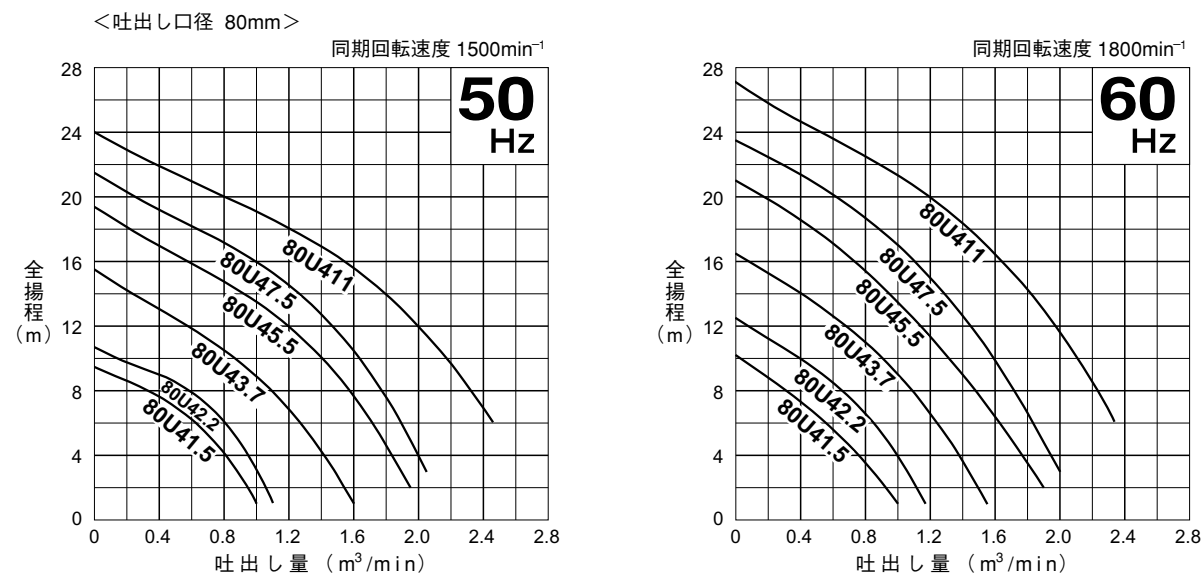 ＜吐出し口径 80mm＞
同期回転速度 1500min⁻¹
50
Hz
28
24
20
16
12
8
4
0
全揚程
（m）
80U411
80U47.5
80U45.5
80U43.7
80U42.2
80U41.5
0 0.4 0.8 1.2 1.6 2.0 2.4 2.8
吐出し量（m³/min）
同期回転速度 1800min⁻¹
60
Hz
28
24
20
16
12
8
4
0
全揚程
（m）
80U411
80U47.5
80U45.5
80U43.7
80U42.2
80U41.5
0 0.4 0.8 1.2 1.6 2.0 2.4 2.8
吐出し量（m³/min）